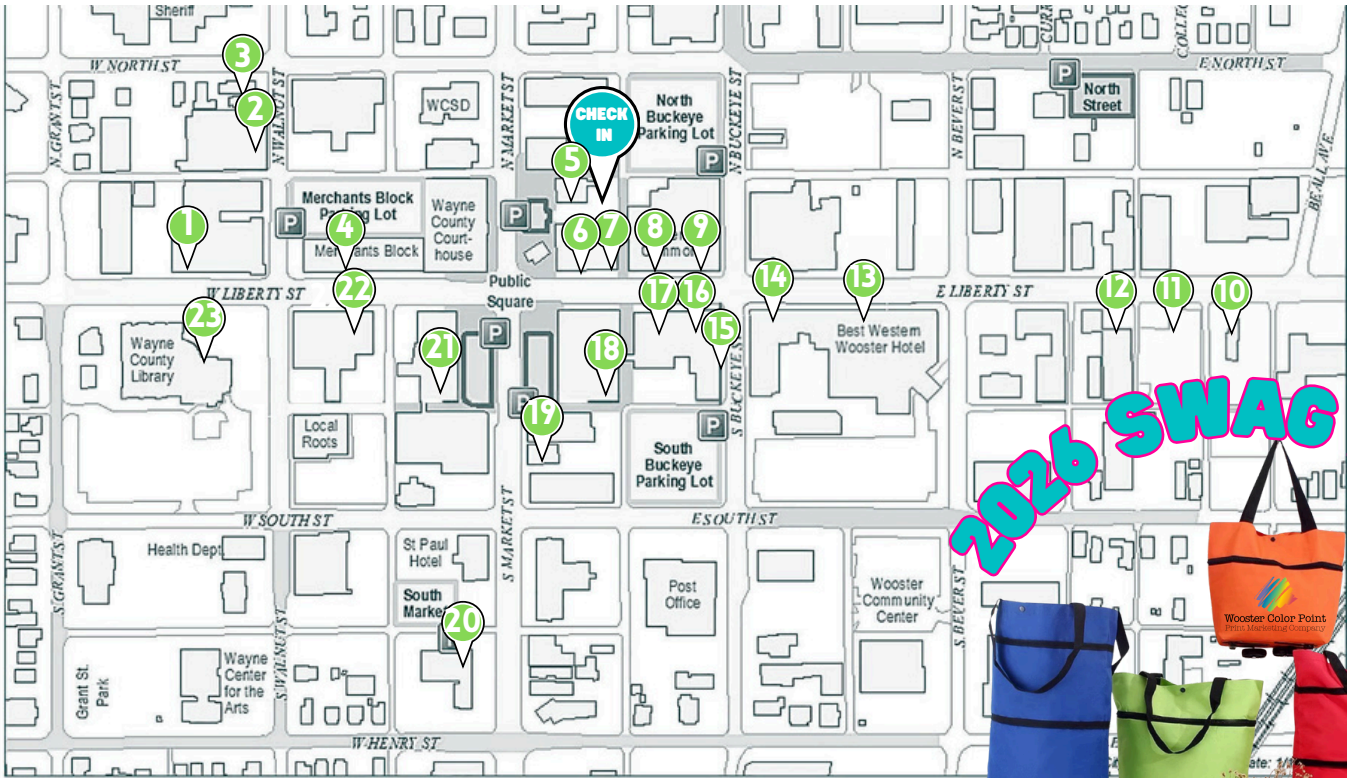 Sheriff
W NORTH ST
E NORTH ST
3
2
N GRANT ST
N WALNUT ST
WCSD
N MARKET ST
CHECK
IN
North
Buckeye
Parking Lot
N BUCKEYE ST
N BEVER ST
P
North
Street
BEALL AVE
5
P
Merchants Block
Parking Lot
P
4
Merchants Block
Wayne
County
Court-
house
P
1
6
7
8
9
W LIBERTY ST
Public
Square
E LIBERTY ST
22
17
16
15
14
13
12
11
10
23
Wayne
County
Library
21
P
18
Best Western
Wooster Hotel
P
19
Local
Roots
P
South
Buckeye
Parking Lot
S BUCKEYE ST
2026 SWAG
W SOUTH ST
E SOUTH ST
S MARKET ST
S GRANT ST
Health Dept
St Paul
Hotel
South
20
Post
Office
Wooster
Community
Center
S BEVER ST
S WALNUT ST
Grant St.
Park
Wayne
Center
for the
Arts
W HENRY ST
Wooster Color Point
Print Marketing Company